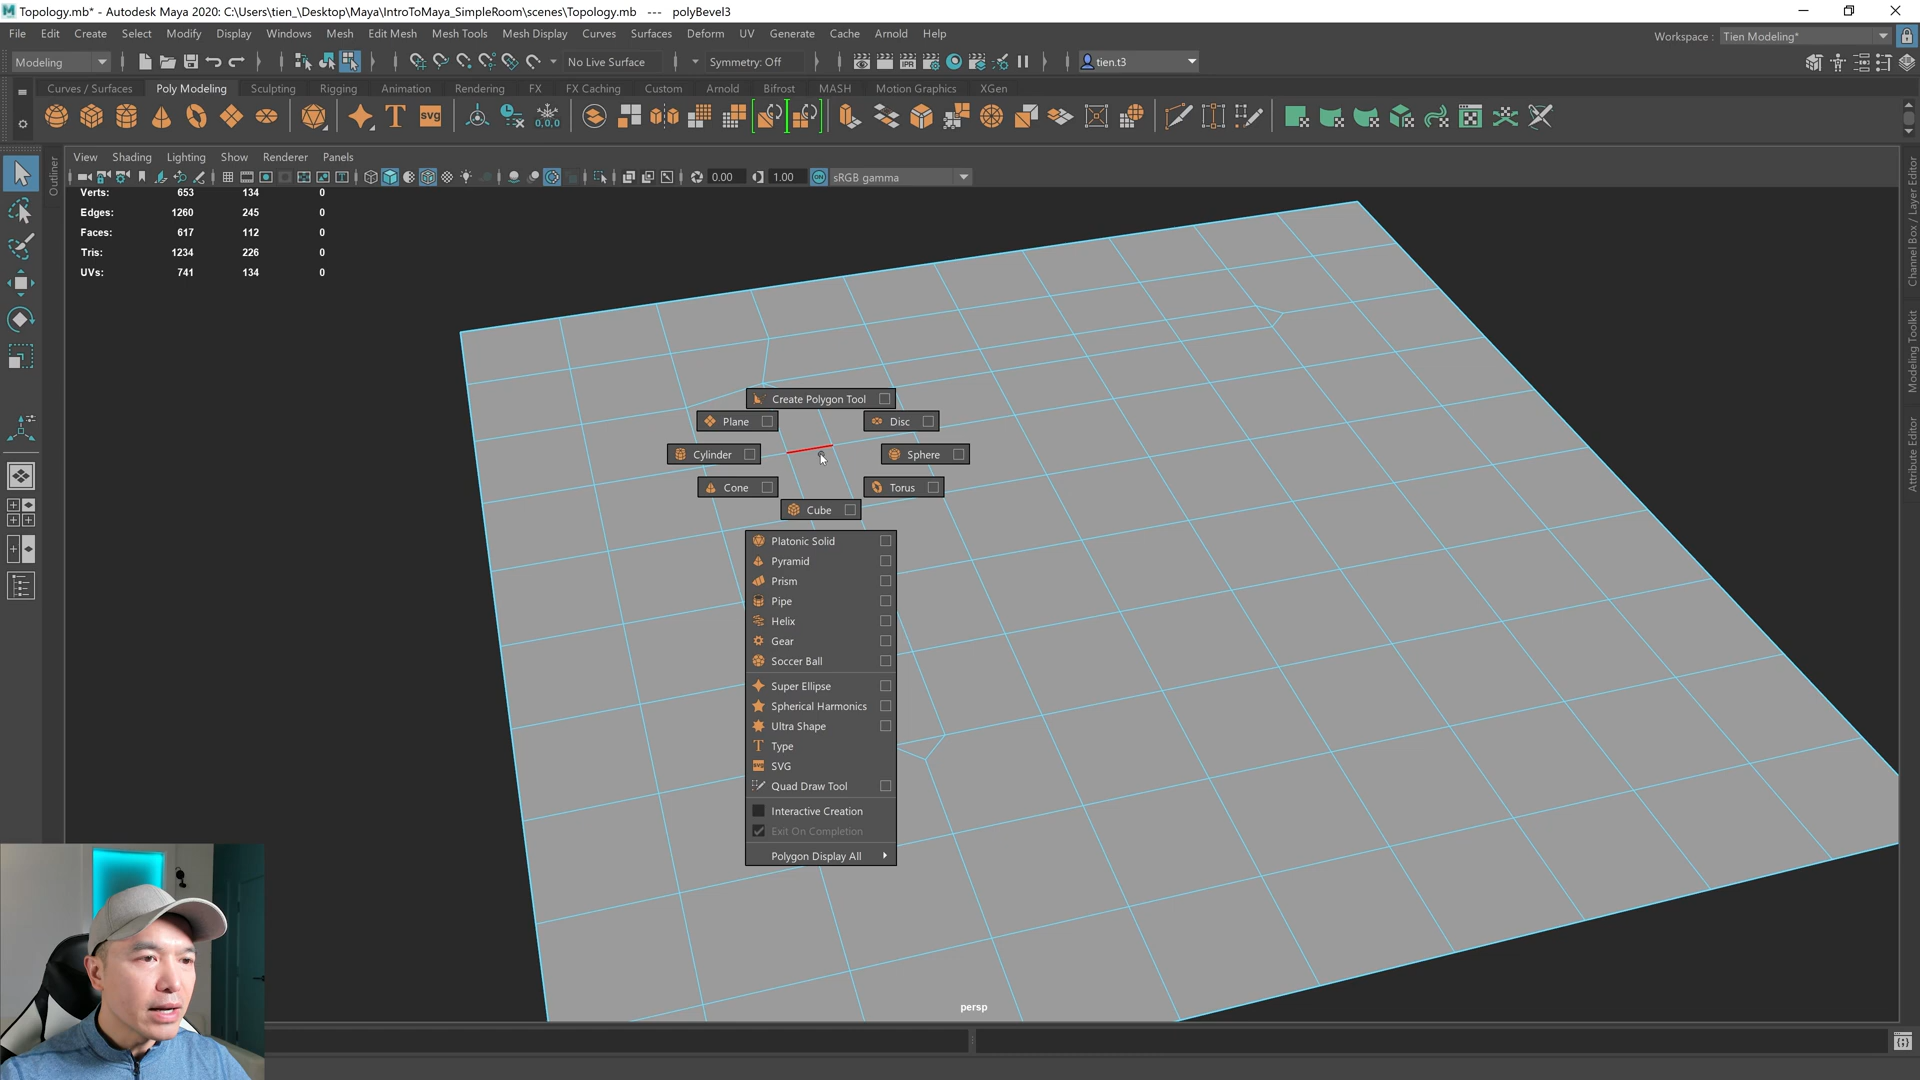 Topology.mb* - Autodesk Maya 2020: C:\Users\tien_\Desktop\Maya\IntroToMaya_SimpleRoom\scenes\Topology.mb --- polyBevel3
File Edit Create Select Modify Display Windows Mesh Edit Mesh Mesh Tools Mesh Display Curves Surfaces Deform UV Generate Cache Arnold Help
Workspace : Tien Modeling*
Modeling No Live Surface Symmetry: Off tien.t3
Curves / Surfaces Poly Modeling Sculpting Rigging Animation Rendering FX FX Caching Custom Arnold Bifrost MASH Motion Graphics XGen
T SVG 0,0,0
View Shading Lighting Show Renderer Panels
0.00 1.00 sRGB gamma
Outliner
Channel Box / Layer Editor
Modeling Toolkit
Attribute Editor
Verts: 653 134 0
Edges: 1260 245 0
Faces: 617 112 0
Tris: 1234 226 0
UVs: 741 134 0
Create Polygon Tool
Plane Disc
Cylinder Sphere
Cone Torus
Cube
Platonic Solid
Pyramid
Prism
Pipe
Helix
Gear
Soccer Ball
Super Ellipse
Spherical Harmonics
Ultra Shape
Type
SVG
Quad Draw Tool
Interactive Creation
Exit On Completion
Polygon Display All
persp